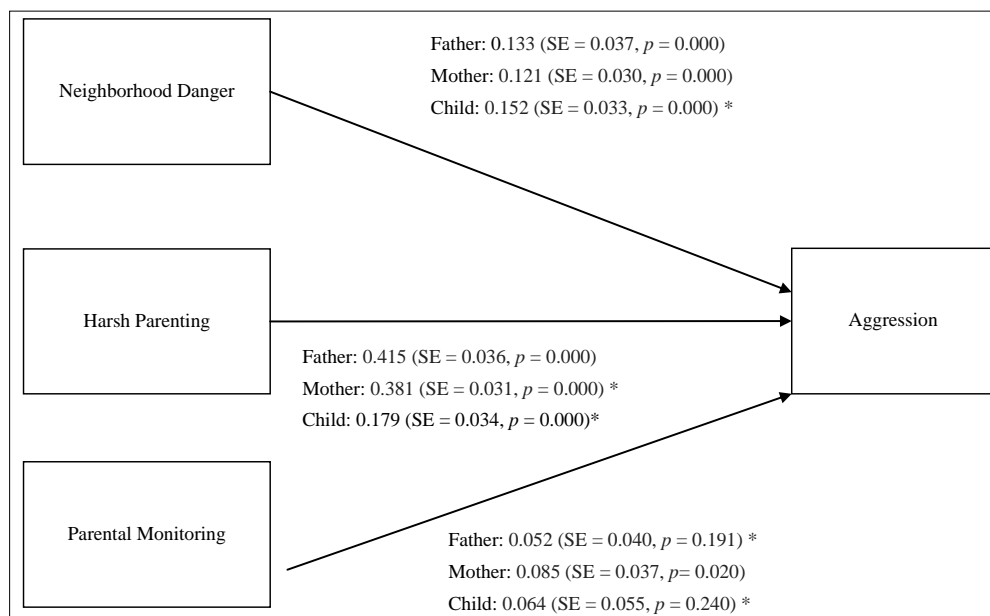 Father: 0.133 (SE = 0.037, p = 0.000)
Mother: 0.121 (SE = 0.030, p = 0.000)
Child: 0.152 (SE = 0.033, p = 0.000) *
Neighborhood Danger
Harsh Parenting
Aggression
Father: 0.415 (SE = 0.036, p = 0.000)
Mother: 0.381 (SE = 0.031, p = 0.000) *
Child: 0.179 (SE = 0.034, p = 0.000)*
Parental Monitoring
Father: 0.052 (SE = 0.040, p = 0.191) *
Mother: 0.085 (SE = 0.037, p= 0.020)
Child: 0.064 (SE = 0.055, p = 0.240) *